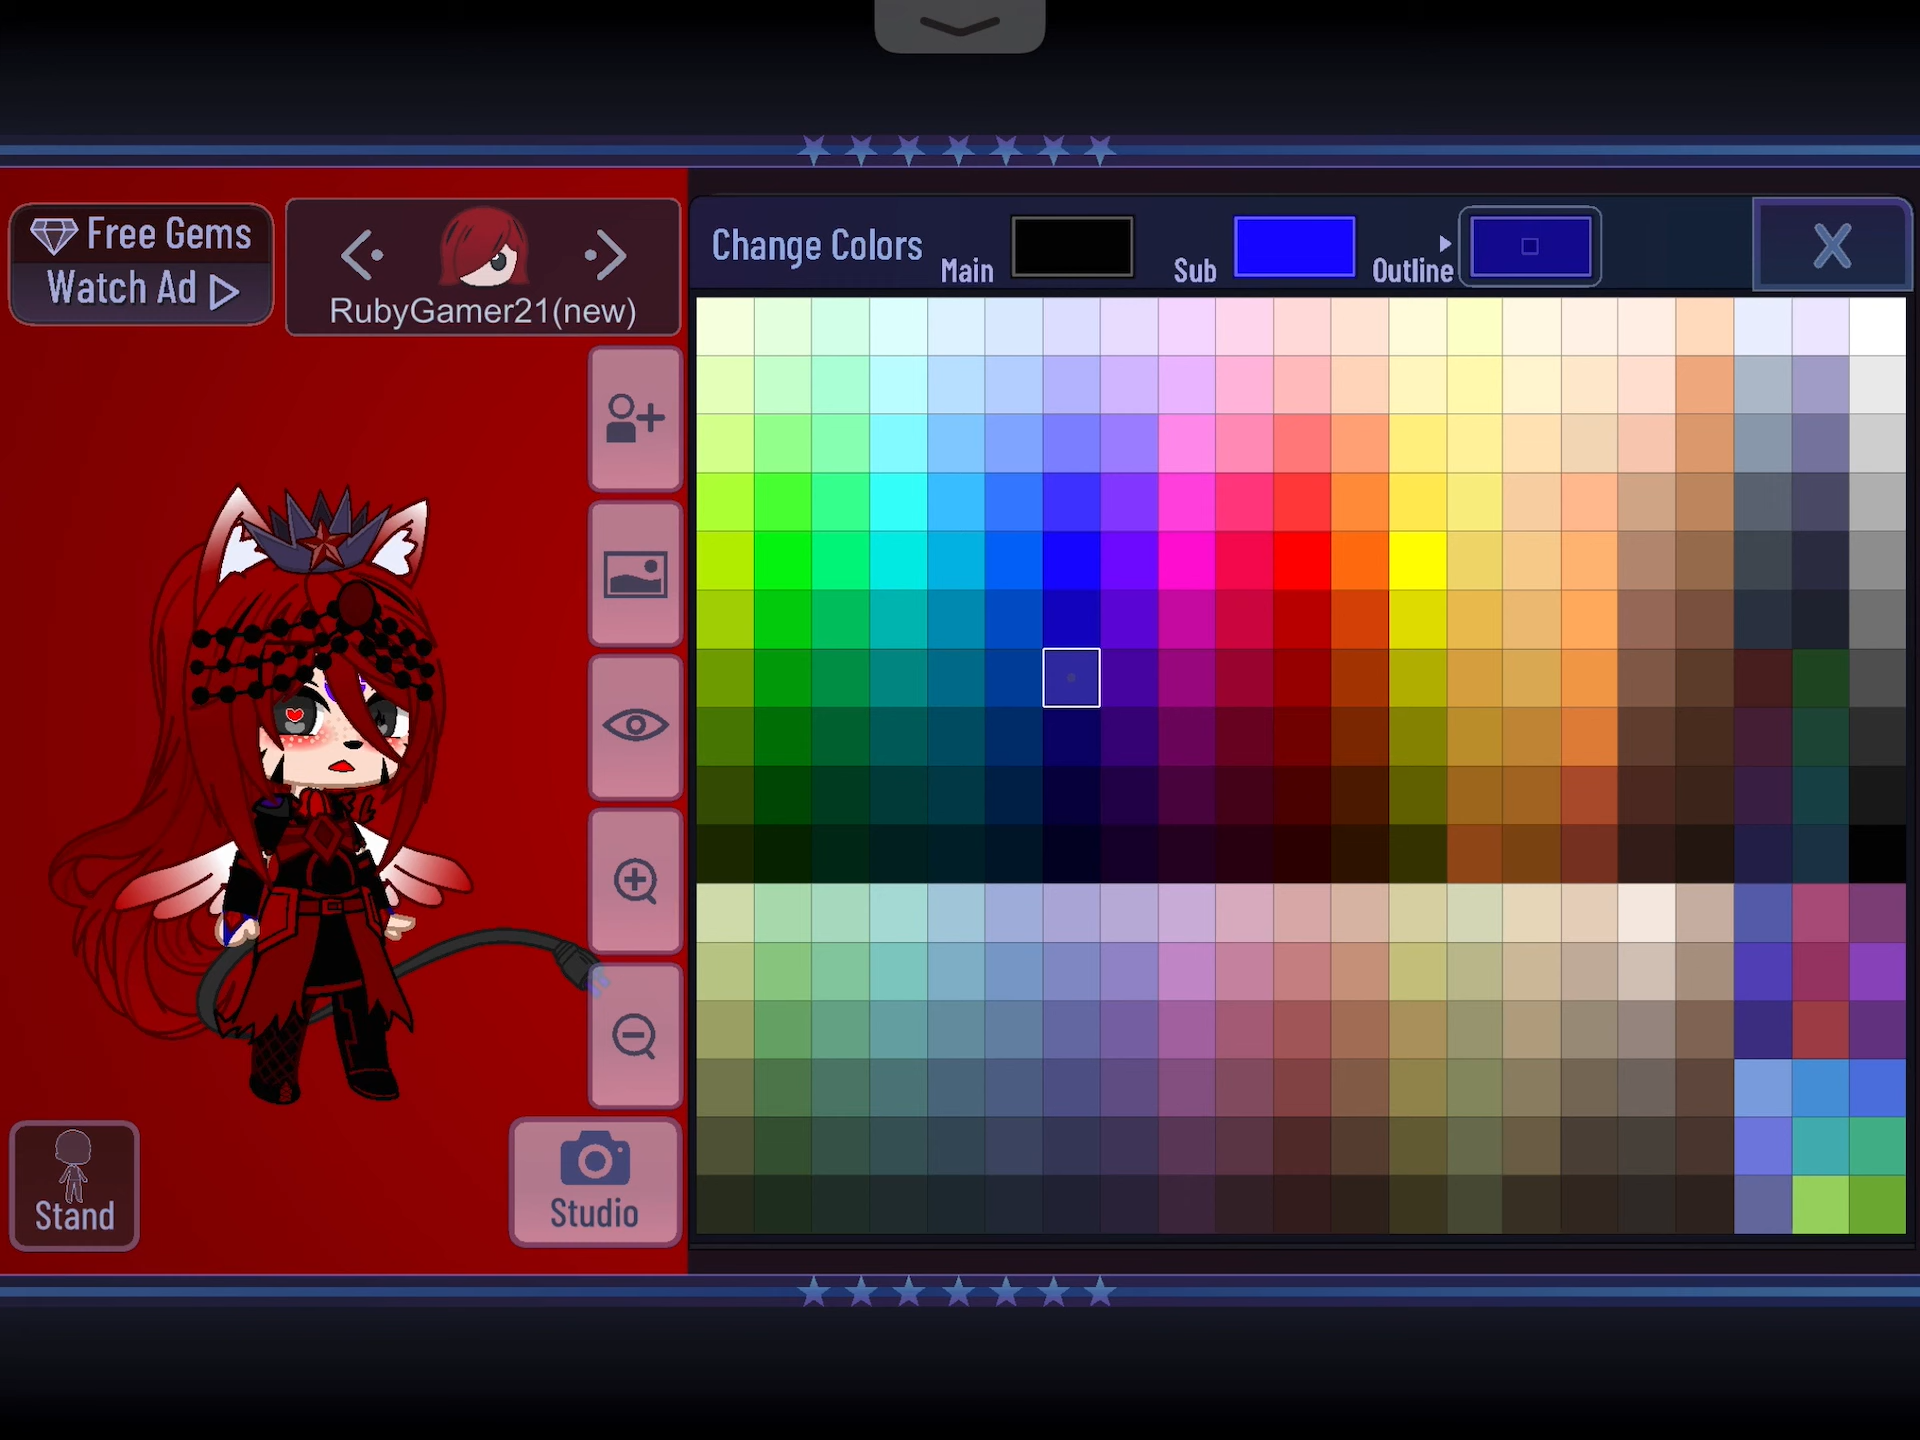 Free Gems
Watch Ad
RubyGamer21(new)
Change Colors
Main
Sub
Outline
X
Stand
Studio